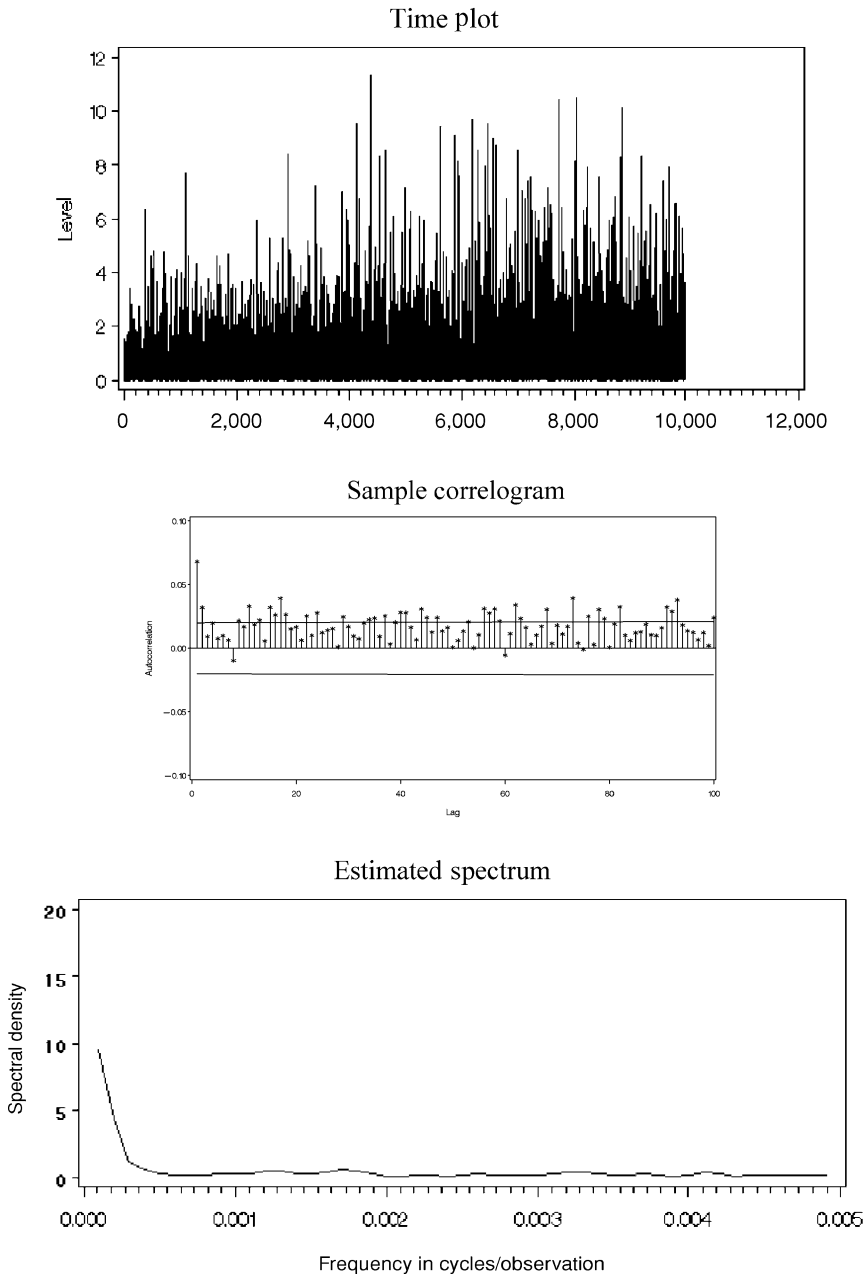 Time plot
12
10
8
6
4
2
0
Level
0 2,000 4,000 6,000 8,000 10,000 12,000
Sample correlogram
0.10
0.05
0.00
−0.05
−0.10
Autocorrelation
0 20 40 60 80 100
Lag
Estimated spectrum
20
15
10
5
0
Spectral density
0.000 0.001 0.002 0.003 0.004 0.005
Frequency in cycles/observation